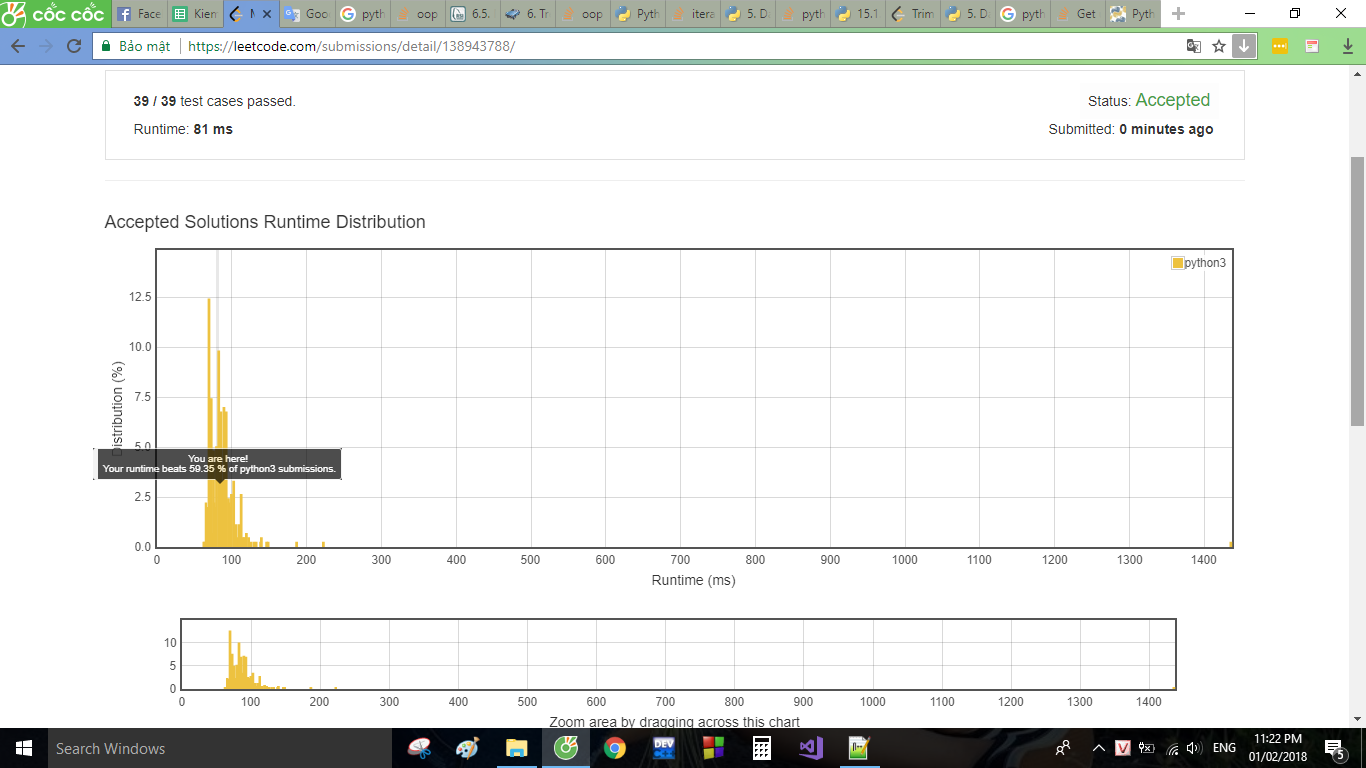 cốc cốc
Face
Kien
M
Goo
pyth
oop
6.5.
6. Tr
oop
Pyth
itera
5. Da
pyth
15.1
Trim
5. Da
pyth
Get
Pyth
Bảo mật
https://leetcode.com/submissions/detail/138943788/
39 / 39 test cases passed.
Status: Accepted
Runtime: 81 ms
Submitted: 0 minutes ago
Accepted Solutions Runtime Distribution
python3
12.5
10.0
7.5
5.0
2.5
0.0
Distribution (%)
You are here!
Your runtime beats 59.35 % of python3 submissions.
0 100 200 300 400 500 600 700 800 900 1000 1100 1200 1300 1400
Runtime (ms)
10
5
0
0 100 200 300 400 500 600 700 800 900 1000 1100 1200 1300 1400
Zoom area by dragging across this chart
Search Windows
DEV
V
ENG
11:22 PM
01/02/2018
5